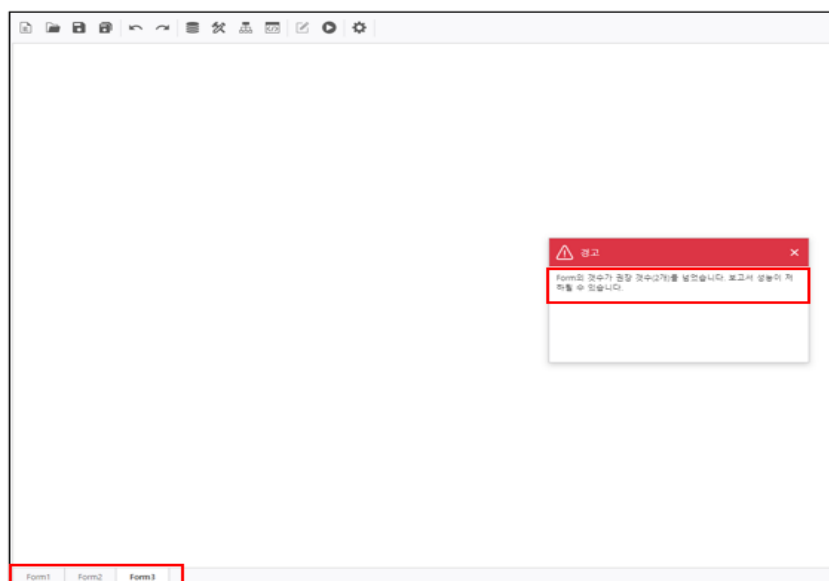 경고
Form의 갯수가 권장 갯수(2개)를 넘었습니다. 보고서 성능이 저
하될 수 있습니다.
Form1 Form2 Form3